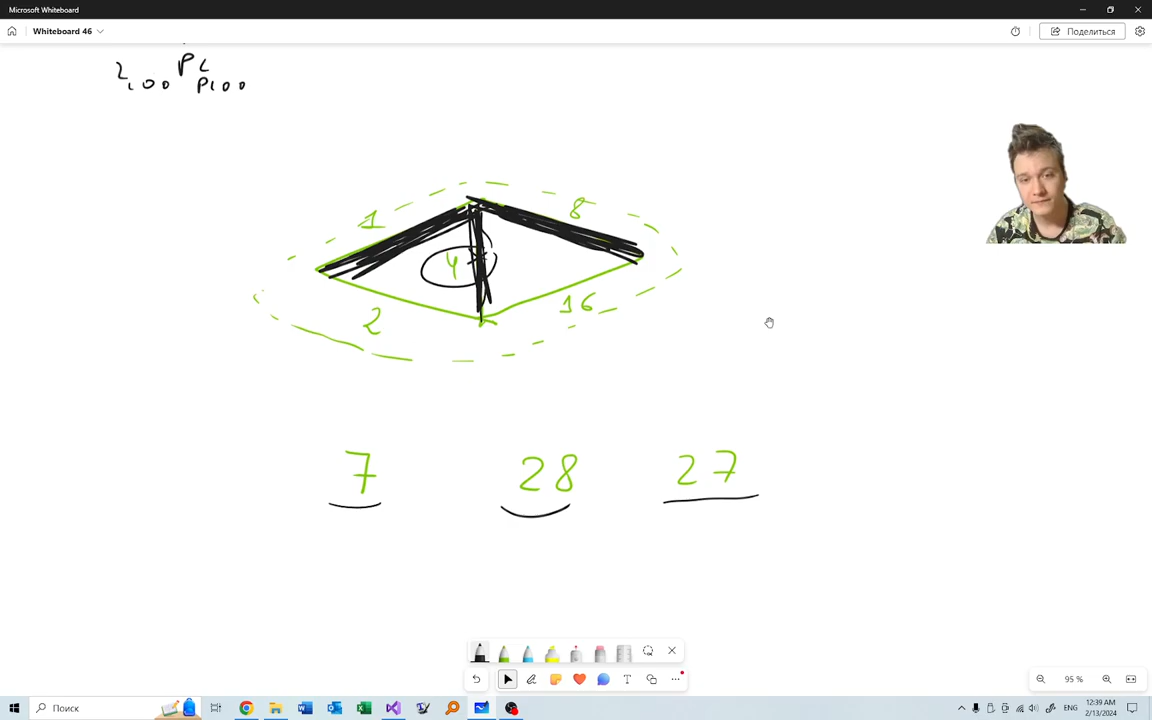 Microsoft Whiteboard
Whiteboard 46
Поделиться
1
8
4
2
16
7 28 27
95 %
Поиск
ENG
12:39 AM
2/13/2024